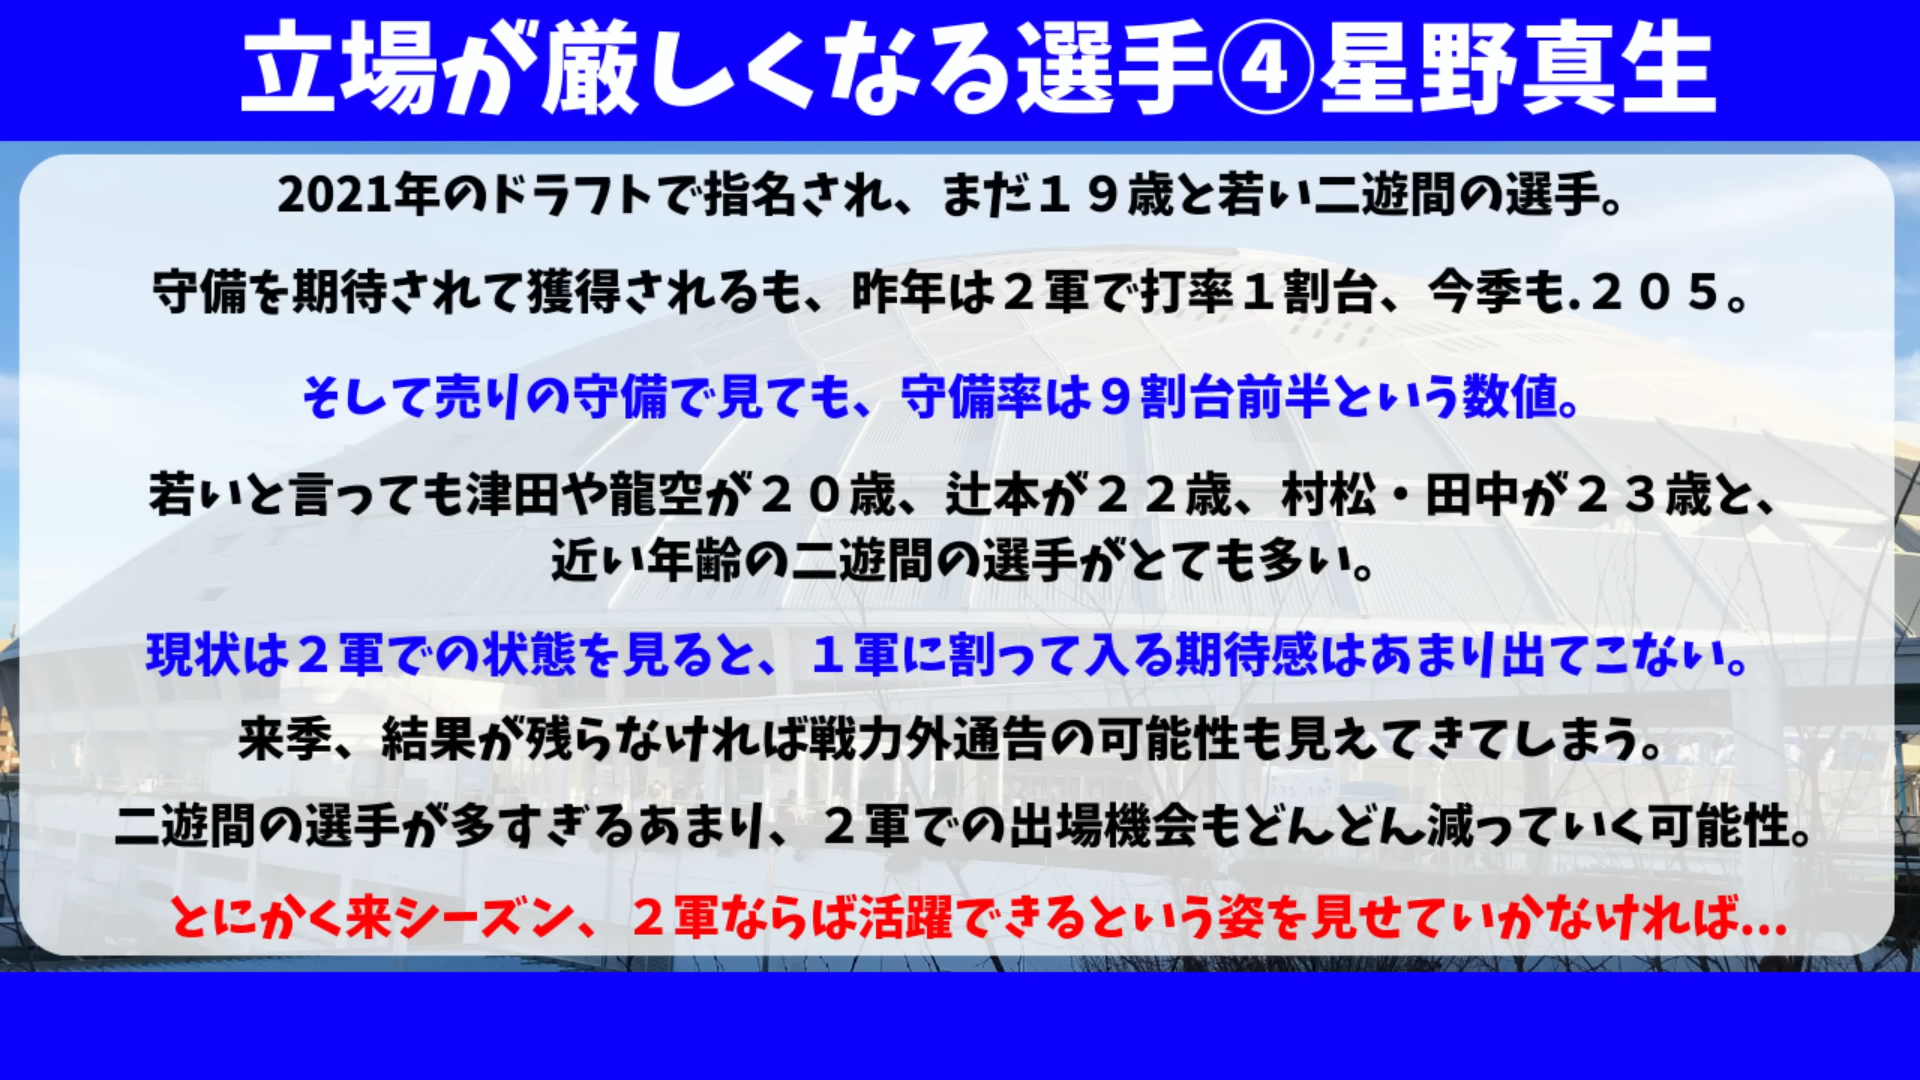 立場が厳しくなる選手④星野真生
2021年のドラフトで指名され、まだ１９歳と若い二遊間の選手。
守備を期待されて獲得されるも、昨年は２軍で打率１割台、今季も.２０５。
そして売りの守備で見ても、守備率は９割台前半という数値。
若いと言っても津田や龍空が２０歳、辻本が２２歳、村松・田中が２３歳と、
近い年齢の二遊間の選手がとても多い。
現状は２軍での状態を見ると、１軍に割って入る期待感はあまり出てこない。
来季、結果が残らなければ戦力外通告の可能性も見えてきてしまう。
二遊間の選手が多すぎるあまり、２軍での出場機会もどんどん減っていく可能性。
とにかく来シーズン、２軍ならば活躍できるという姿を見せていかなければ...